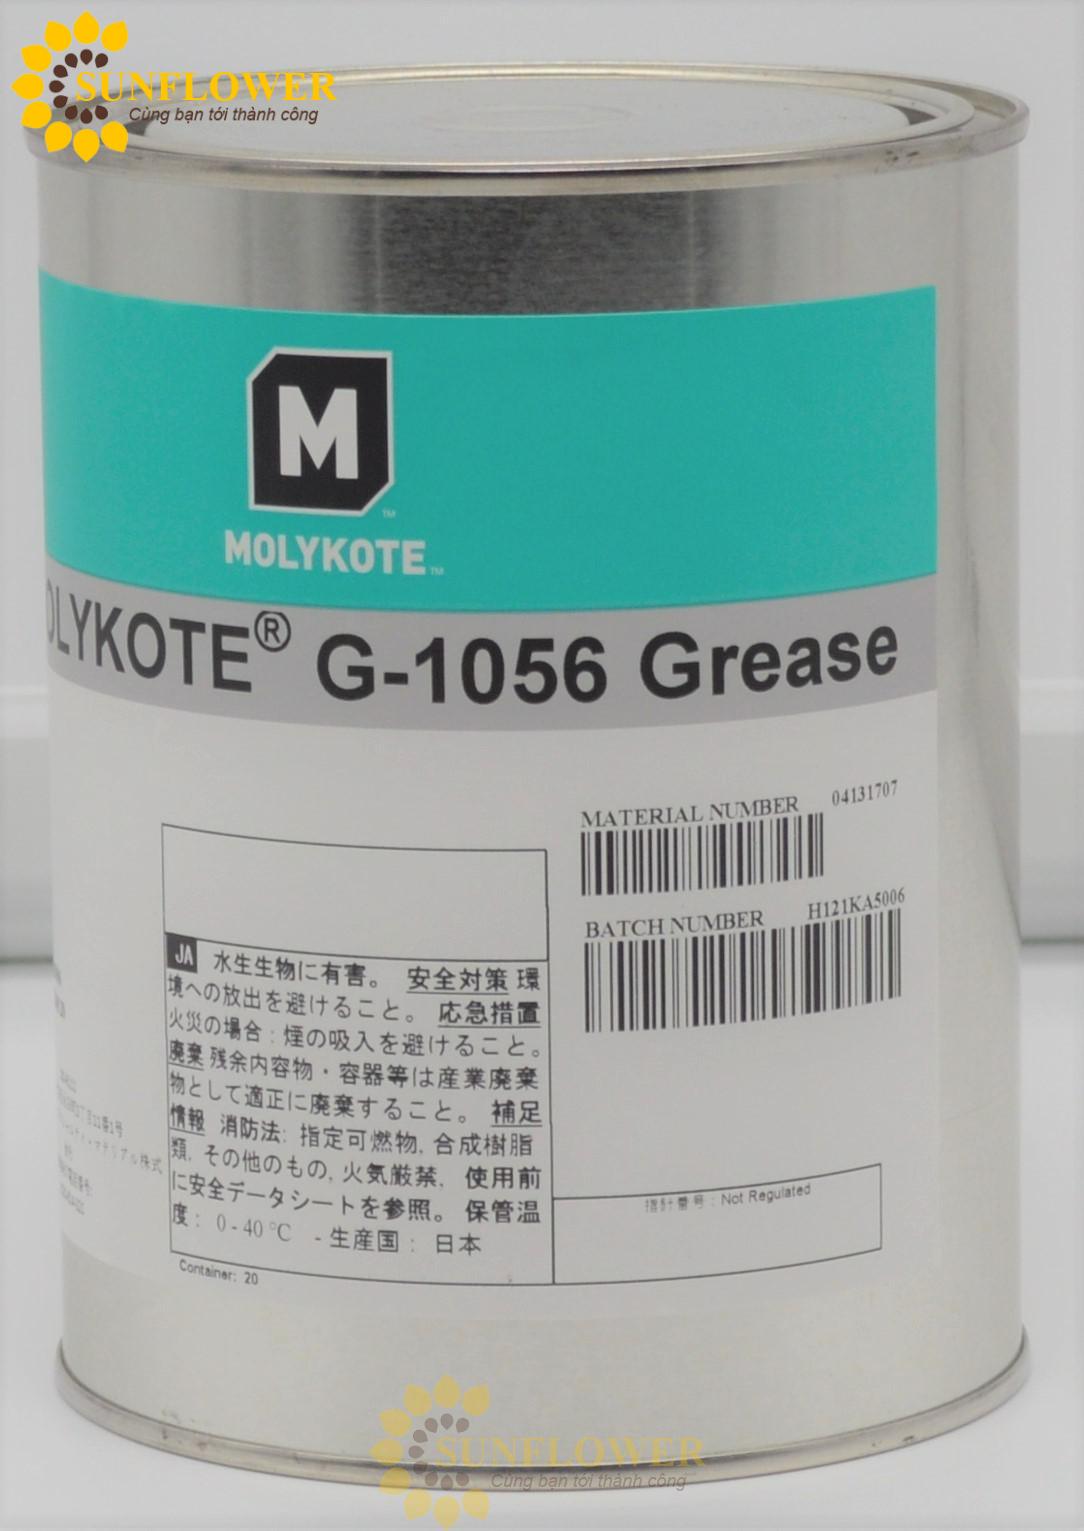 SUNFLOWER
Cùng bạn tới thành công
M
™
MOLYKOTE™
OLYKOTE® G-1056 Grease
MATERIAL NUMBER 04131707
BATCH NUMBER H121KA5006
JA 水生生物に有害。 安全対策 環
境への放出を避けること。 応急措置
火災の場合：煙の吸入を避けること。
廃棄 残余内容物・容器等は産業廃棄
物として適正に廃棄すること。 補足
情報 消防法: 指定可燃物, 合成樹脂
類, その他のもの, 火気厳禁. 使用前
に安全データシートを参照。 保管温
度： 0 - 40 °C - 生産国： 日本
Container: 20
指針番号 : Not Regulated
SUNFLOWER
Cùng bạn tới thành công